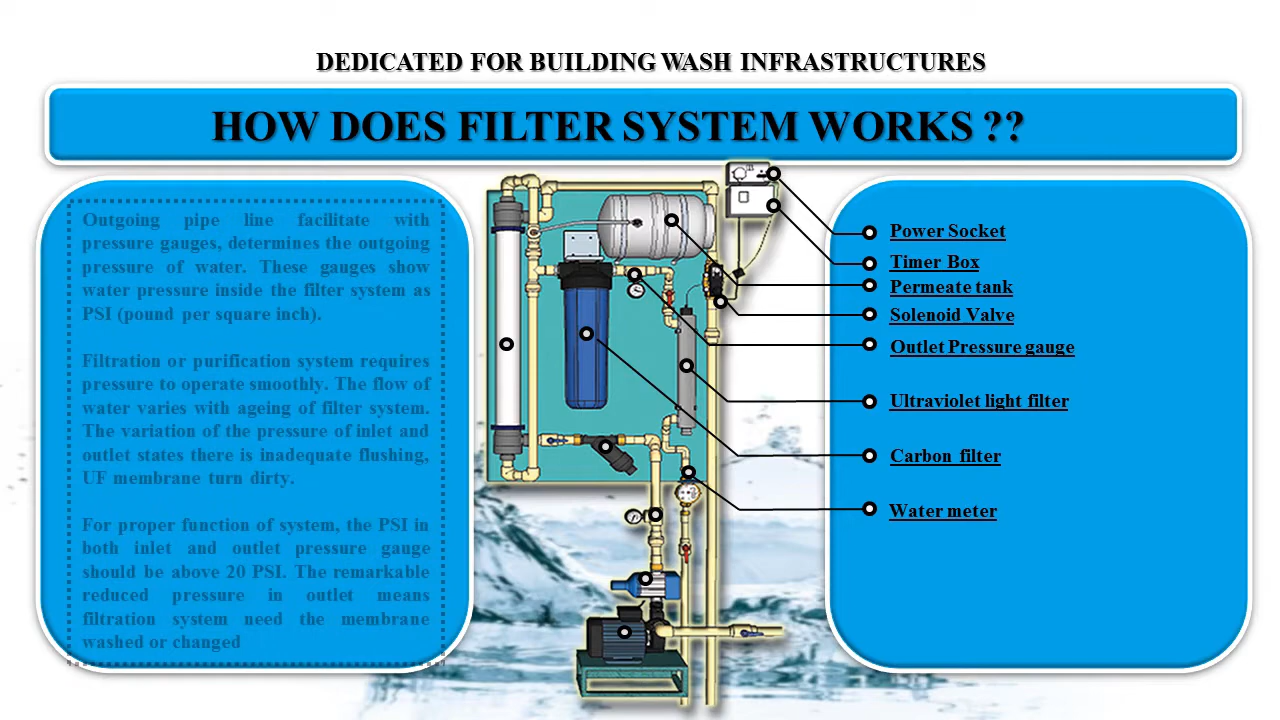 DEDICATED FOR BUILDING WASH INFRASTRUCTURES
HOW DOES FILTER SYSTEM WORKS ??
Outgoing pipe line facilitate with
pressure gauges, determines the outgoing
pressure of water. These gauges show
water pressure inside the filter system as
PSI (pound per square inch).
Filtration or purification system requires
pressure to operate smoothly. The flow of
water varies with ageing of filter system.
The variation of the pressure of inlet and
outlet states there is inadequate flushing,
UF membrane turn dirty.
For proper function of system, the PSI in
both inlet and outlet pressure gauge
should be above 20 PSI. The remarkable
reduced pressure in outlet means
filtration system need the membrane
washed or changed
Power Socket
Timer Box
Permeate tank
Solenoid Valve
Outlet Pressure gauge
Ultraviolet light filter
Carbon filter
Water meter